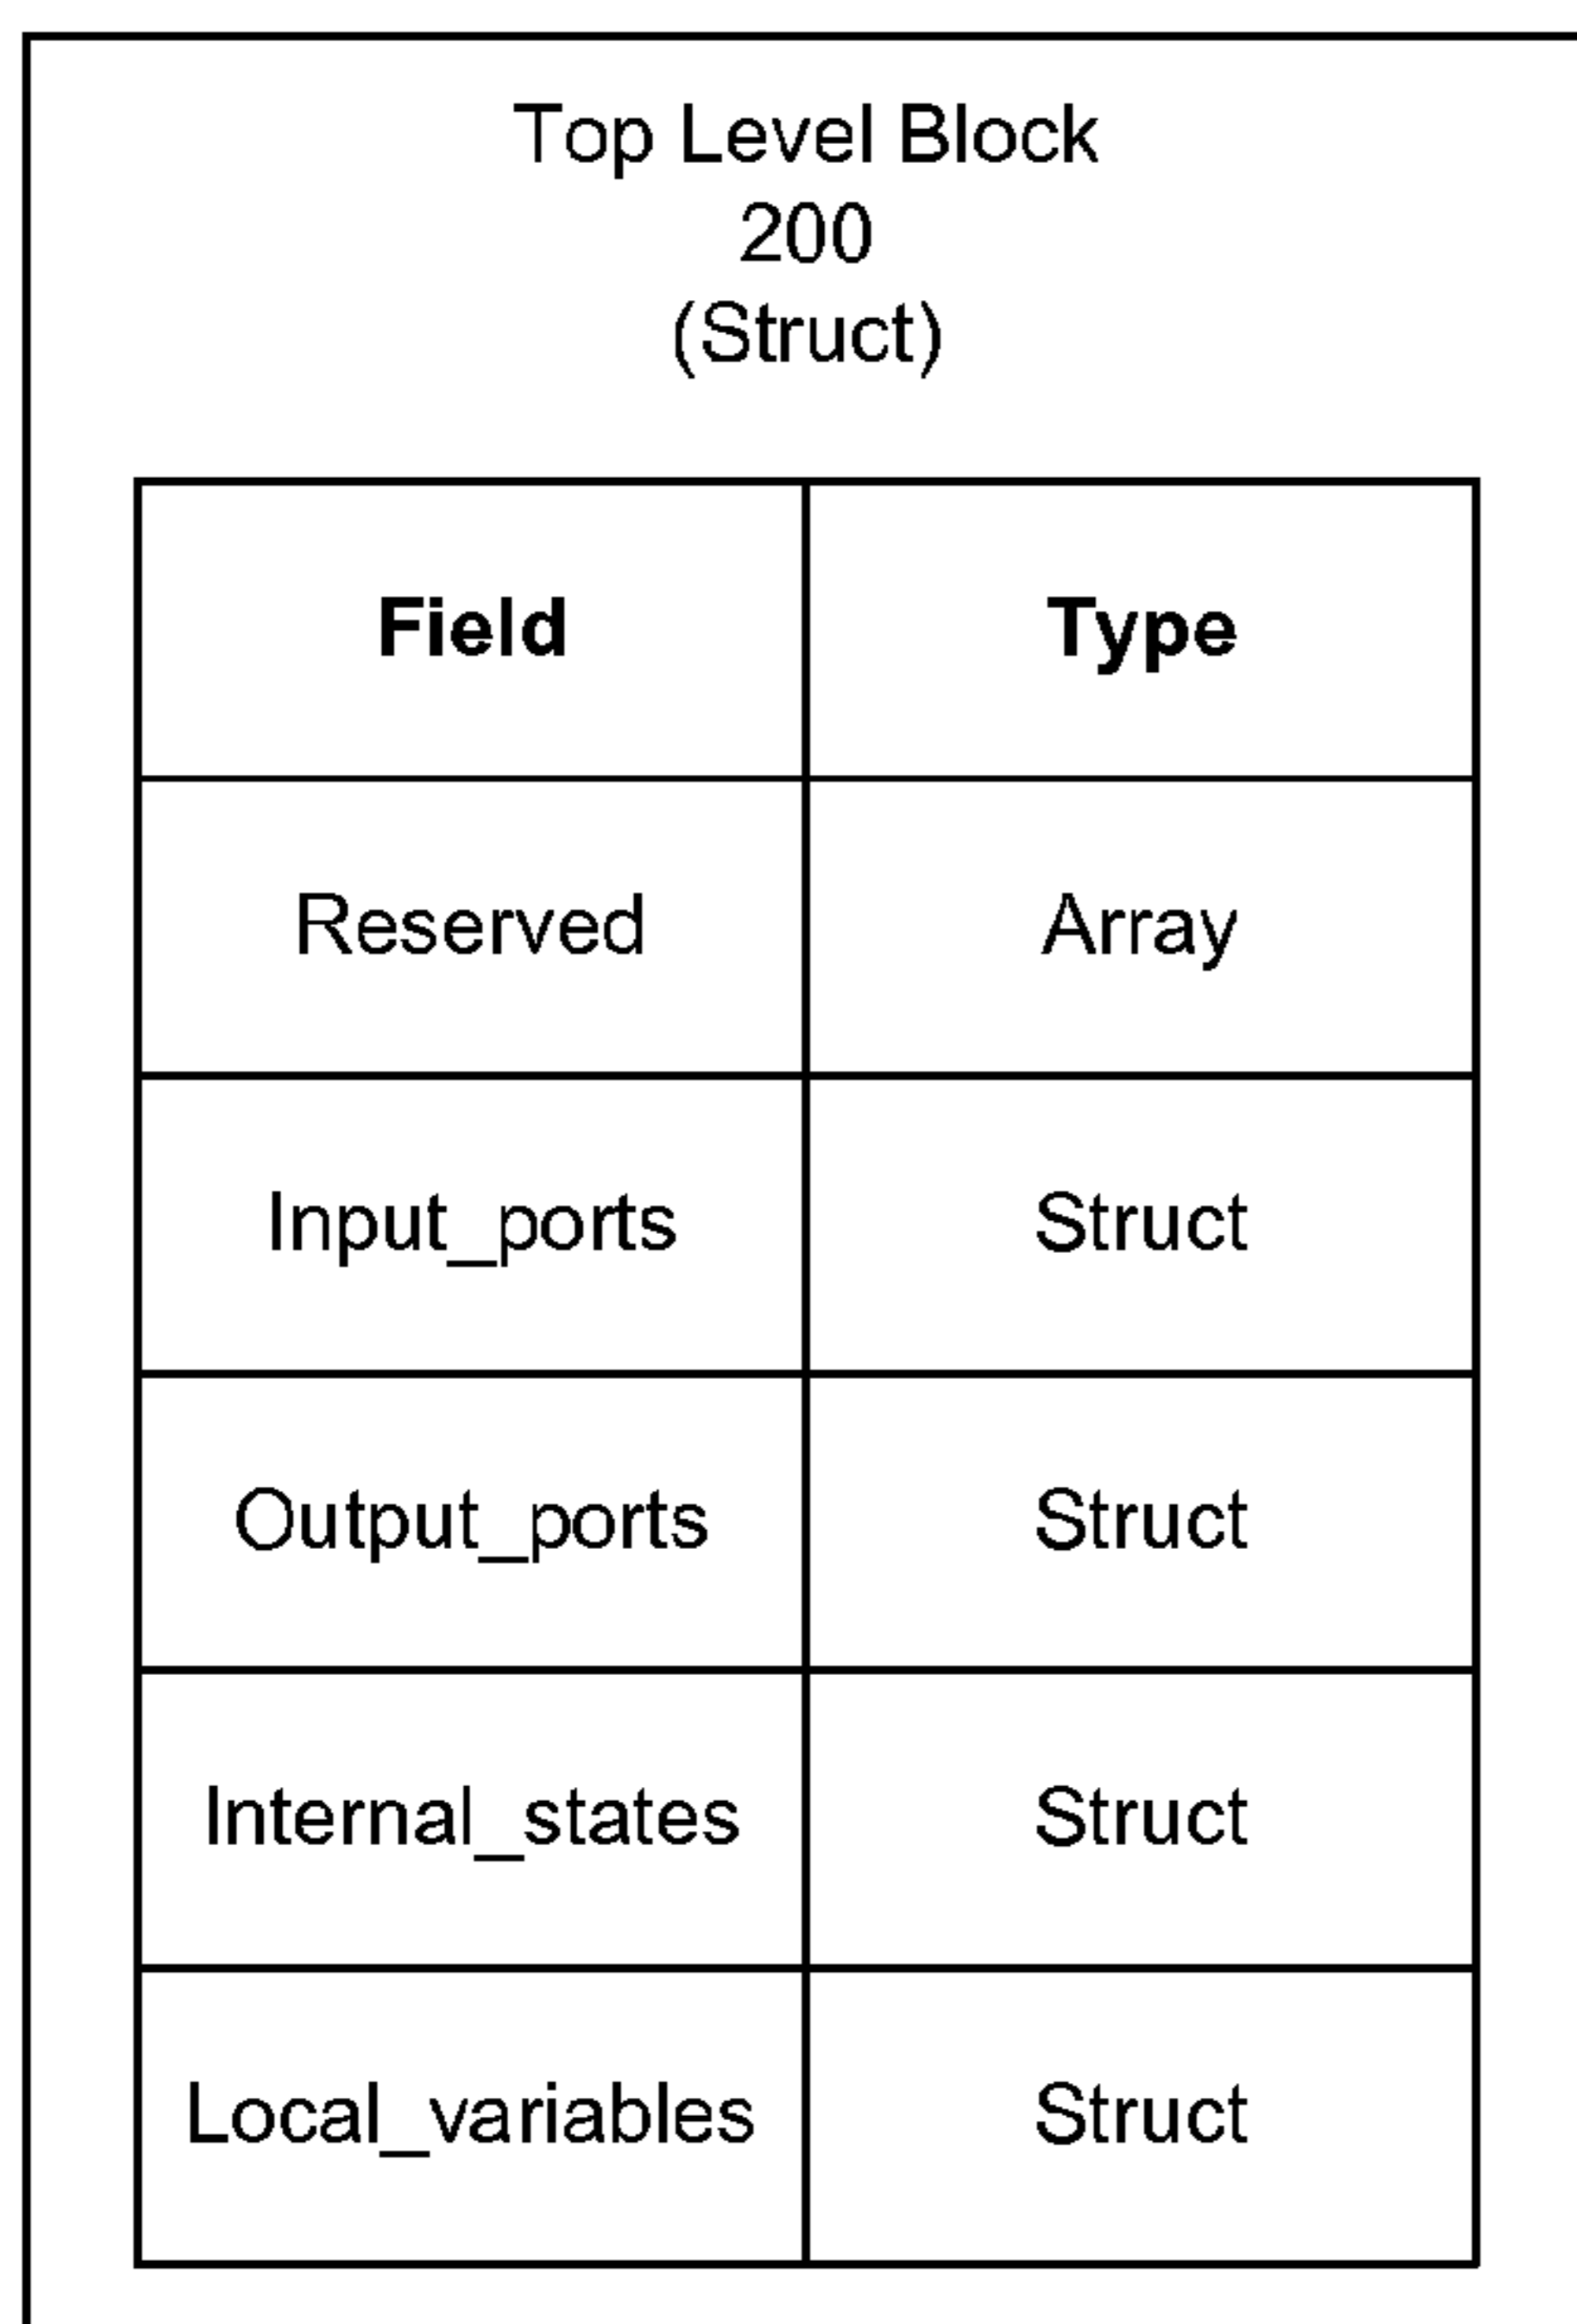 Top Level Block
200
(Struct)
Field Type
Reserved Array
Input_ports Struct
Output_ports Struct
Internal_states Struct
Local_variables Struct